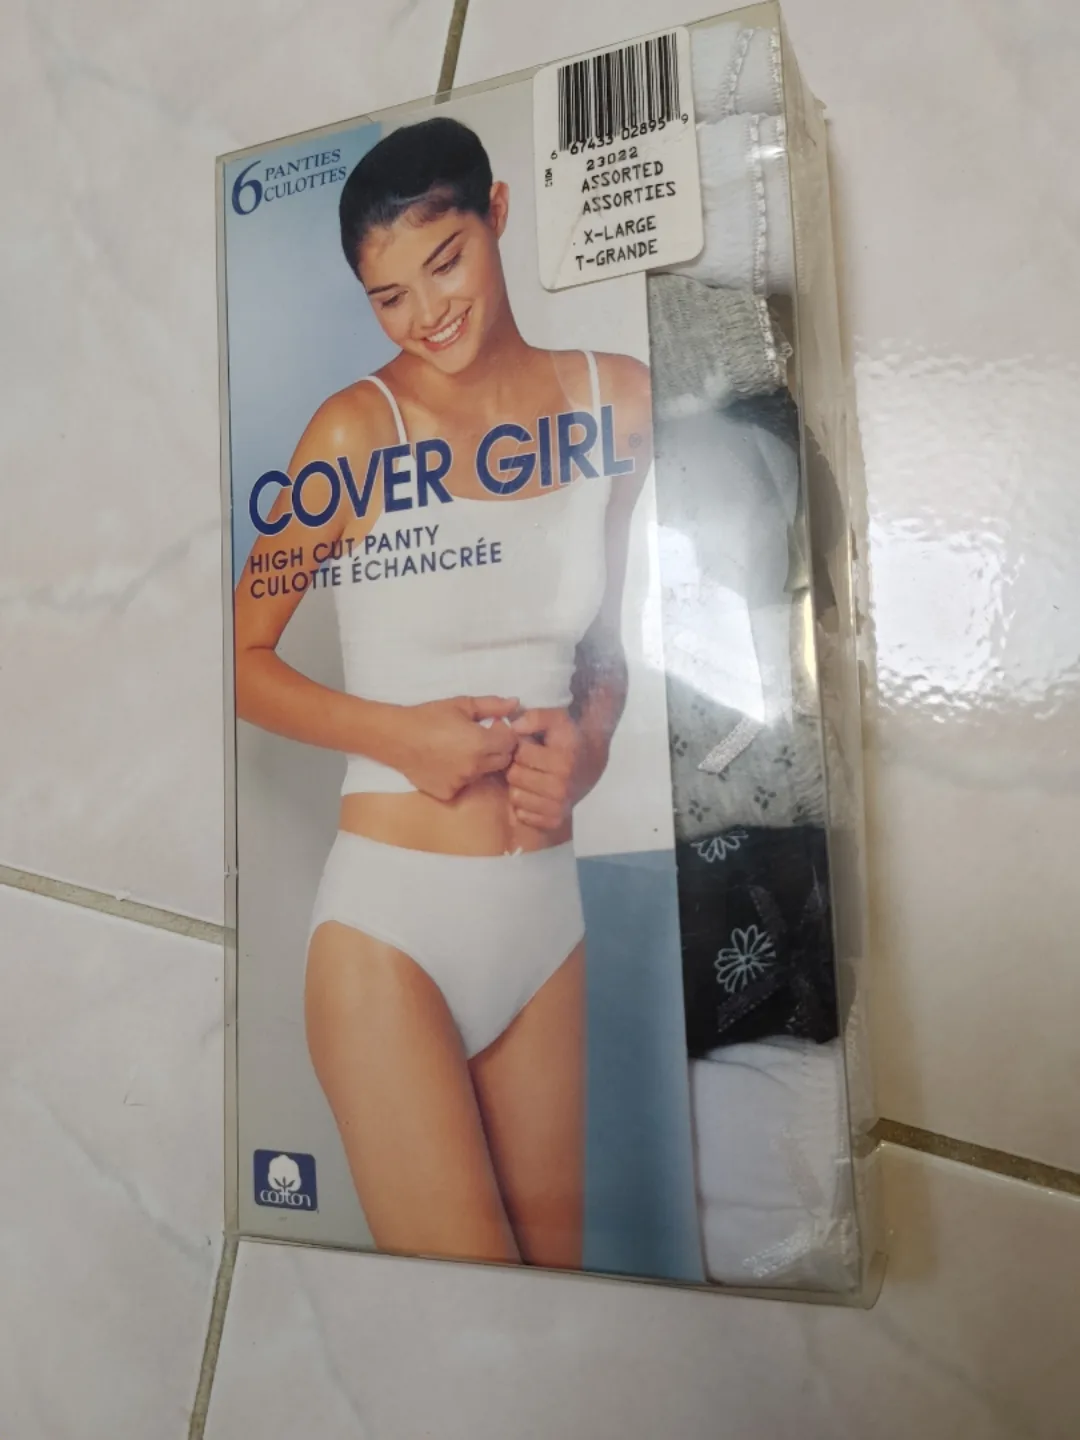 6 PANTIES
CULOTTES
6 67433 02895 9
23022
ASSORTED
ASSORTIES
X-LARGE
T-GRANDE
COVER GIRL®
HIGH CUT PANTY
CULOTTE ÉCHANCRÉE
cotton